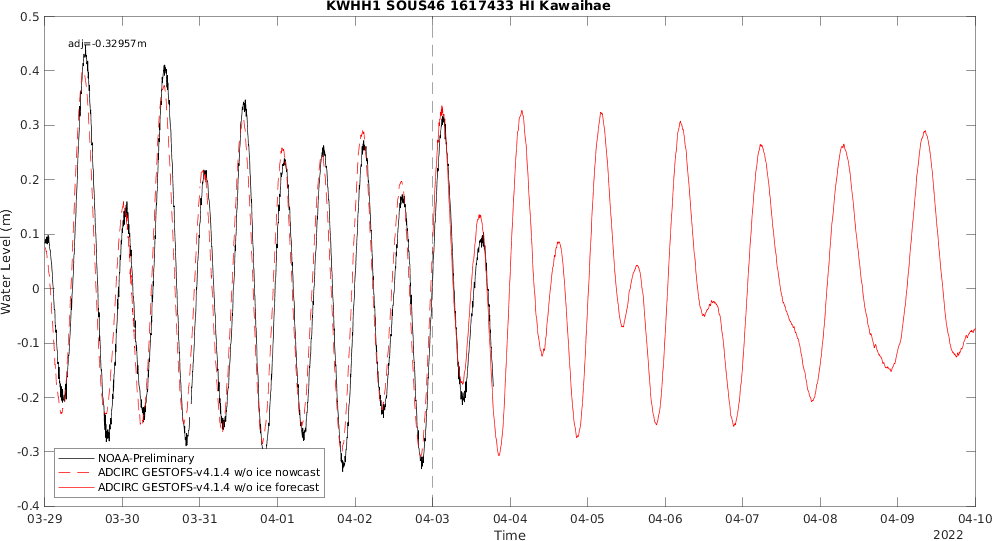 KWHH1 SOUS46 1617433 HI Kawaihae
adj=-0.32957m
Water Level (m)
0.5
0.4
0.3
0.2
0.1
0
-0.1
-0.2
-0.3
-0.4
NOAA-Preliminary
ADCIRC GESTOFS-v4.1.4 w/o ice nowcast
ADCIRC GESTOFS-v4.1.4 w/o ice forecast
03-29 03-30 03-31 04-01 04-02 04-03 04-04 04-05 04-06 04-07 04-08 04-09 04-10
Time
2022